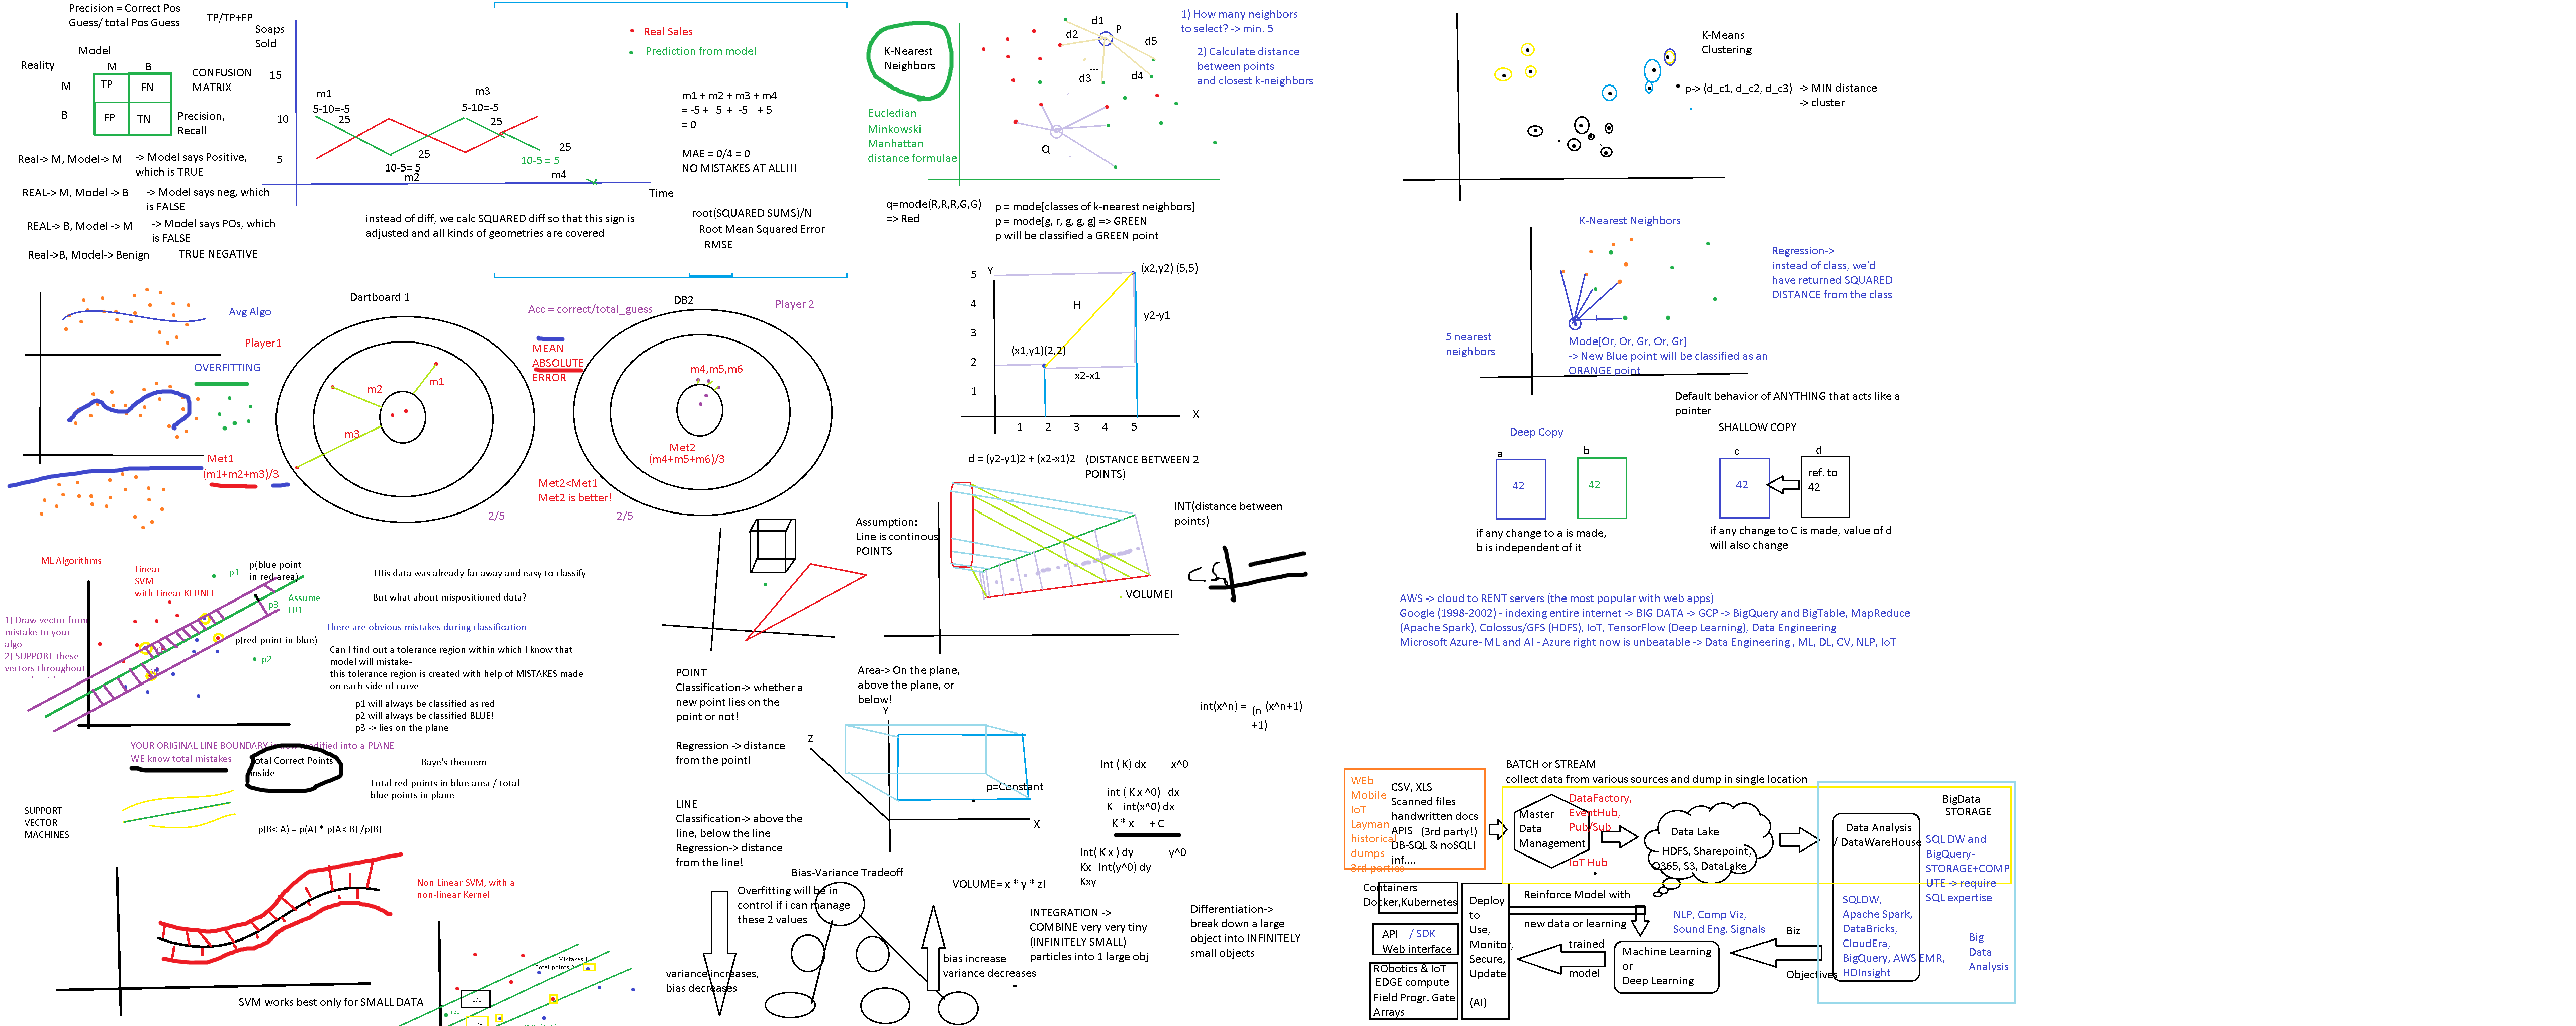 Precision = Correct Pos
Guess/ total Pos Guess
TP/TP+FP
Model
Reality
M
B
M
TP
FN
B
FP
TN
CONFUSION
MATRIX
Precision,
Recall
Real-> M, Model-> M
-> Model says Positive,
which is TRUE
REAL-> M, Model -> B
-> Model says neg, which
is FALSE
REAL-> B, Model -> M
-> Model says POs, which
is FALSE
Real->B, Model-> Benign
TRUE NEGATIVE
Soaps
Sold
15
10
5
m1
5-10=-5
25
10-5= 5
m2
25
m3
5-10=-5
25
25
10-5 = 5
m4
Time
Real Sales
Prediction from model
m1 + m2 + m3 + m4
= -5 + 5 + -5 + 5
= 0
MAE = 0/4 = 0
NO MISTAKES AT ALL!!!
instead of diff, we calc SQUARED diff so that this sign is
adjusted and all kinds of geometries are covered
root(SQUARED SUMS)/N
Root Mean Squared Error
RMSE
K-Nearest
Neighbors
Eucledian
Minkowski
Manhattan
distance formulae
d1
P
d2
d5
...
d3
d4
Q
1) How many neighbors
to select? -> min. 5
2) Calculate distance
between points
and closest k-neighbors
q=mode(R,R,R,G,G)
=> Red
p = mode[classes of k-nearest neighbors]
p = mode[g, r, g, g, g] => GREEN
p will be classified a GREEN point
K-Means
Clustering
p-> (d_c1, d_c2, d_c3)
-> MIN distance
-> cluster
K-Nearest Neighbors
Regression->
instead of class, we'd
have returned SQUARED
DISTANCE from the class
5 nearest
neighbors
Mode[Or, Or, Gr, Or, Gr]
-> New Blue point will be classified as an
ORANGE point
Avg Algo
Player1
OVERFITTING
Met1
(m1+m2+m3)/3
Dartboard 1
m2
m1
m3
2/5
Acc = correct/total_guess
MEAN
ABSOLUTE
ERROR
DB2
Player 2
m4,m5,m6
Met2
(m4+m5+m6)/3
Met2<Met1
Met2 is better!
2/5
5
Y
4
3
2
1
(x2,y2) (5,5)
H
y2-y1
(x1,y1)(2,2)
x2-x1
X
1 2 3 4 5
d = (y2-y1)2 + (x2-x1)2
(DISTANCE BETWEEN 2
POINTS)
Default behavior of ANYTHING that acts like a
pointer
Deep Copy
SHALLOW COPY
a
42
b
42
c
42
d
ref. to
42
if any change to a is made,
b is independent of it
if any change to C is made, value of d
will also change
Assumption:
Line is continous
POINTS
INT(distance between
points)
VOLUME!
ML Algorithms
Linear
SVM
with Linear KERNEL
p1
p(blue point
in red area)
p3
Assume
LR1
p(red point in blue)
p2
1) Draw vector from
mistake to your
algo
2) SUPPORT these
vectors throughout
THis data was already far away and easy to classify
But what about mispositioned data?
There are obvious mistakes during classification
Can I find out a tolerance region within which I know that
model will mistake-
this tolerance region is created with help of MISTAKES made
on each side of curve
p1 will always be classified as red
p2 will always be classified BLUE!
p3 -> lies on the plane
YOUR ORIGINAL LINE BOUNDARY is now modified into a PLANE
WE know total mistakes
Total Correct Points
inside
Baye's theorem
Total red points in blue area / total
blue points in plane
p(B<-A) = p(A) * p(A<-B) /p(B)
SUPPORT
VECTOR
MACHINES
Non Linear SVM, with a
non-linear Kernel
SVM works best only for SMALL DATA
Mistakes:1
Total points:2
1/2
red
POINT
Classification-> whether a
new point lies on the
point or not!
Regression -> distance
from the point!
LINE
Classification-> above the
line, below the line
Regression-> distance
from the line!
Area-> On the plane,
above the plane, or
below!
Y
Z
X
p=Constant
Bias-Variance Tradeoff
Overfitting will be in
control if i can manage
these 2 values
variance increases,
bias decreases
bias increase
variance decreases
VOLUME= x * y * z!
int(x^n) = (n (x^n+1)
+1)
Int ( K) dx x^0
int ( K x ^0) dx
K int(x^0) dx
K * x + C
Int( K x ) dy y^0
Kx Int(y^0) dy
Kxy
INTEGRATION ->
COMBINE very very tiny
(INFINITELY SMALL)
particles into 1 large obj
Differentiation->
break down a large
object into INFINITELY
small objects
AWS -> cloud to RENT servers (the most popular with web apps)
Google (1998-2002) - indexing entire internet -> BIG DATA -> GCP -> BigQuery and BigTable, MapReduce
(Apache Spark), Colossus/GFS (HDFS), IoT, TensorFlow (Deep Learning), Data Engineering
Microsoft Azure- ML and AI - Azure right now is unbeatable -> Data Engineering , ML, DL, CV, NLP, IoT
BATCH or STREAM
collect data from various sources and dump in single location
WEb
Mobile
IoT
Layman
historical
dumps
3rd-parties
CSV, XLS
Scanned files
handwritten docs
APIS (3rd party!)
DB-SQL & noSQL!
inf....
Master
Data
Management
DataFactory,
EventHub,
Pub/Sub
IoT Hub
Data Lake
HDFS, Sharepoint,
O365, S3, DataLake
Data Analysis
/ DataWareHouse
BigData
STORAGE
SQL DW and
BigQuery-
STORAGE+COMP
UTE -> require
SQL expertise
SQLDW,
Apache Spark,
DataBricks,
CloudEra,
BigQuery, AWS EMR,
HDInsight
Big
Data
Analysis
Containers
Docker,Kubernetes
API / SDK
Web interface
RObotics & IoT
EDGE compute
Field Progr. Gate
Arrays
Deploy
to
Use,
Monitor,
Secure,
Update
(AI)
Reinforce Model with
new data or learning
trained
model
NLP, Comp Viz,
Sound Eng. Signals
Machine Learning
or
Deep Learning
Biz
Objectives